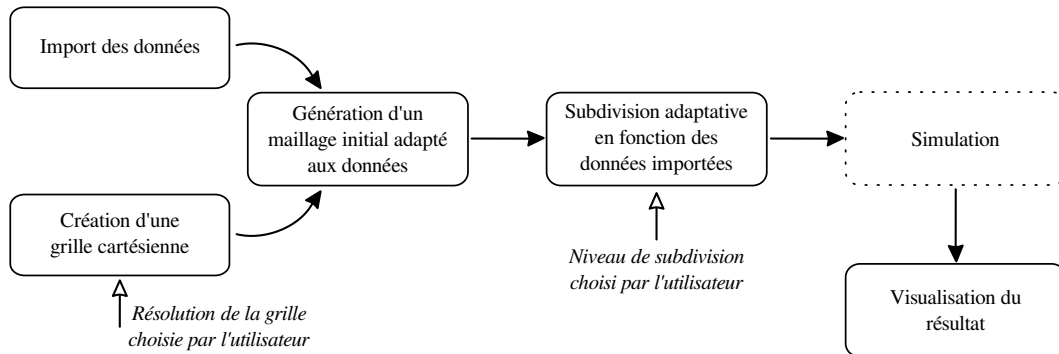 Import des données
Génération d'un
maillage initial adapté
aux données
Subdivision adaptative
en fonction des
données importées
Simulation
Création d'une
grille cartésienne
Résolution de la grille
choisie par l'utilisateur
Niveau de subdivision
choisi par l'utilisateur
Visualisation du
résultat